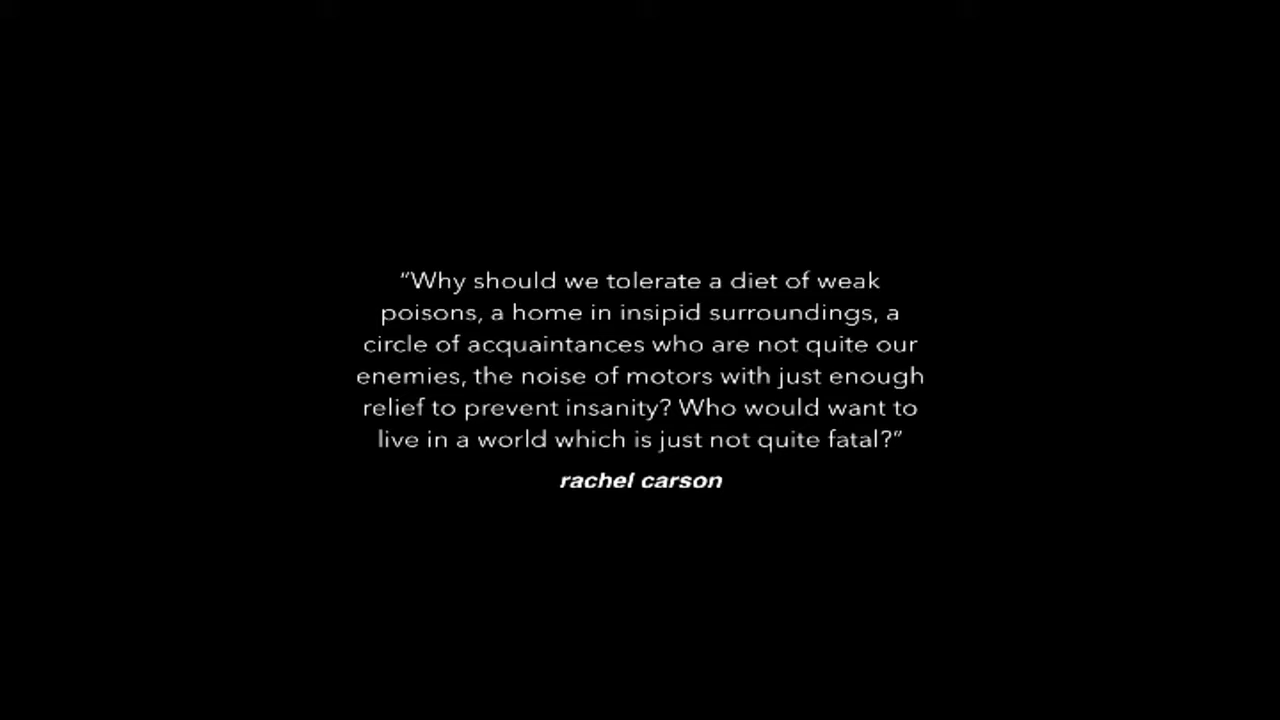 “Why should we tolerate a diet of weak
poisons, a home in insipid surroundings, a
circle of acquaintances who are not quite our
enemies, the noise of motors with just enough
relief to prevent insanity? Who would want to
live in a world which is just not quite fatal?”
rachel carson